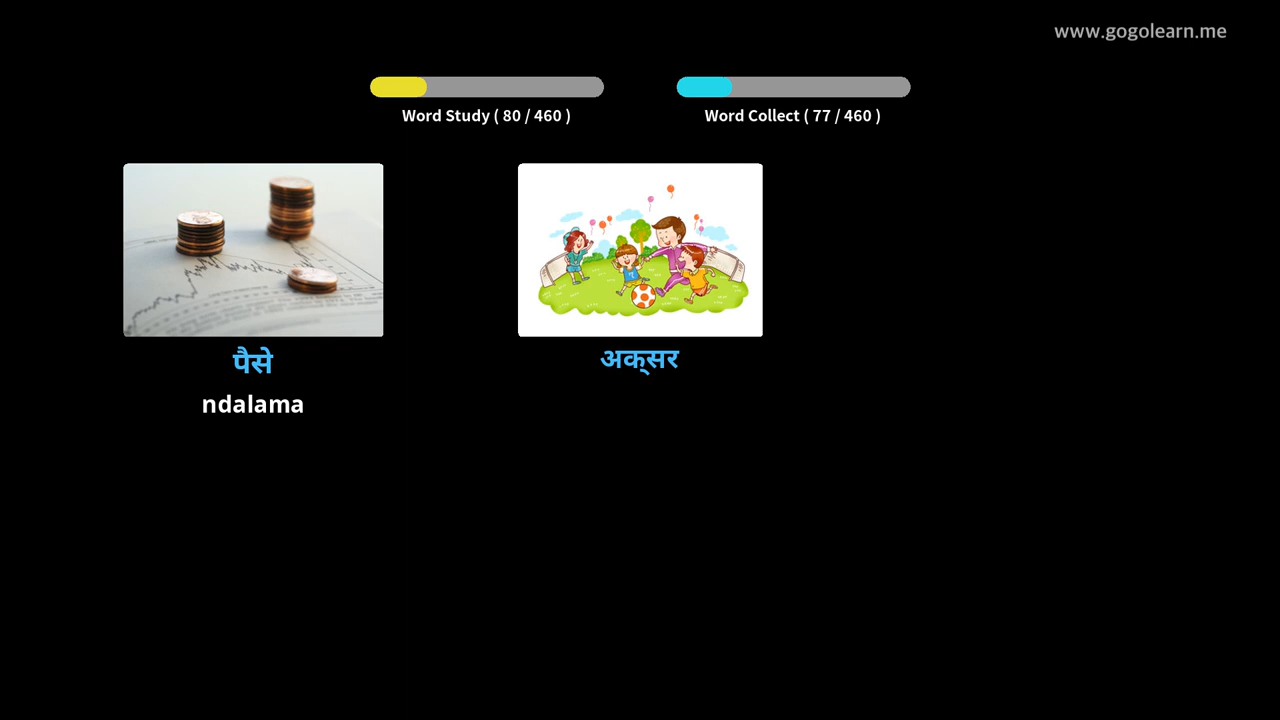 www.gogolearn.me
Word Study ( 80 / 460 )
Word Collect ( 77 / 460 )
पैसे
ndalama
अक्सर